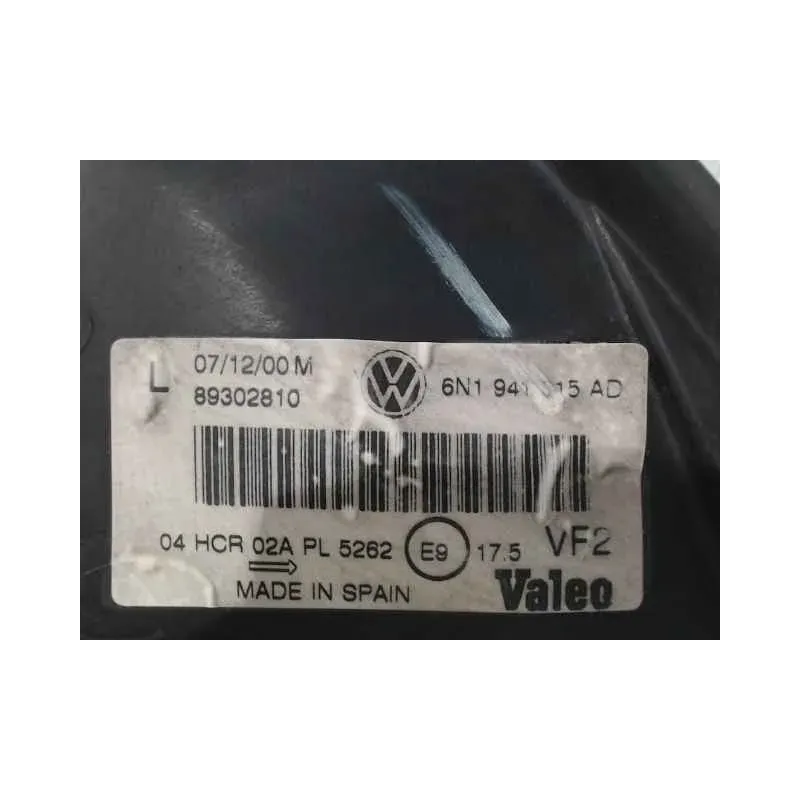 L 07/12/00 M
89302810
VW 6N1 AD
04 HCR 02A PL 5262 E9 17.5 VF2
MADE IN SPAIN
Valeo